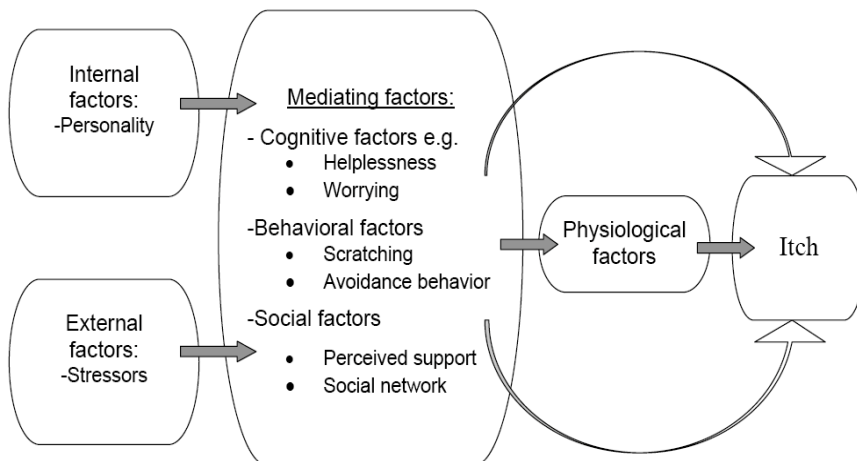 Internal
factors:
-Personality
External
factors:
-Stressors
Mediating factors:
- Cognitive factors e.g.
• Helplessness
• Worrying
-Behavioral factors
• Scratching
• Avoidance behavior
-Social factors
• Perceived support
• Social network
Physiological
factors
Itch